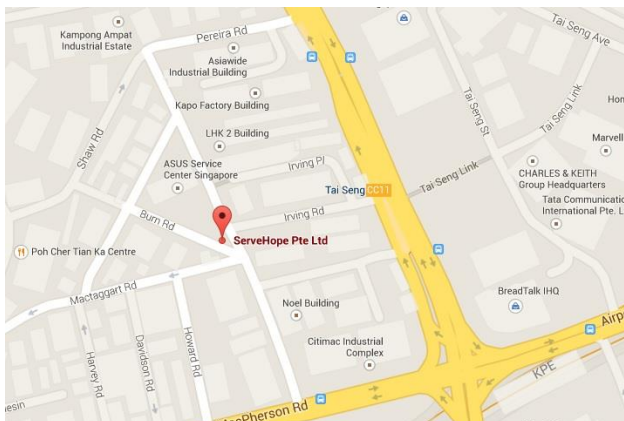 Kampong Ampat
Industrial Estate
Pereira Rd
Asiawide
Industrial Building
Tai Seng Ave
Kapo Factory Building
Tai Seng St
Tai Seng Link
Shaw Rd
LHK 2 Building
Marvell
ASUS Service
Center Singapore
Irving Pl
Tai Seng CC11
Tai Seng Link
CHARLES & KEITH
Group Headquarters
Tata Communicatio
International Pte. L
Burn Rd
Irving Rd
ServeHope Pte Ltd
Poh Cher Tian Ka Centre
Mactaggart Rd
Noel Building
BreadTalk IHQ
Citimac Industrial
Complex
Airp
KPE
Harvey Rd
Davidson Rd
Howard Rd
acPherson Rd